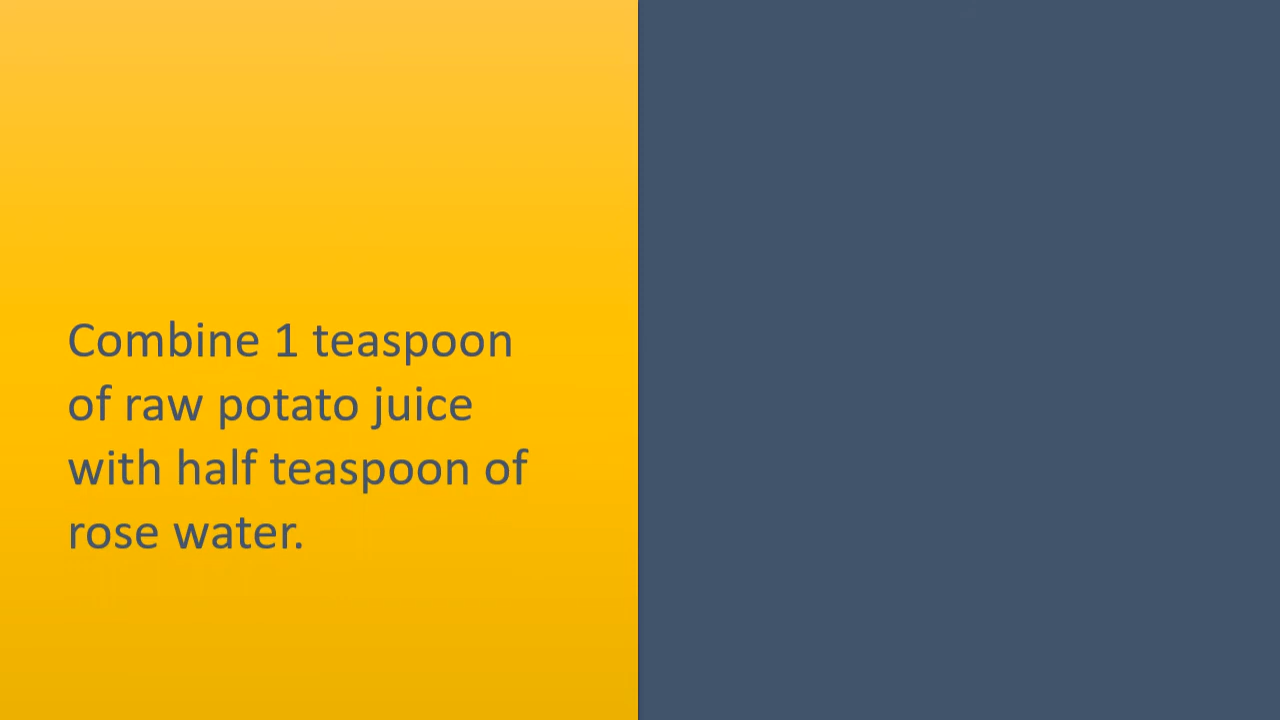 Combine 1 teaspoon
of raw potato juice
with half teaspoon of
rose water.